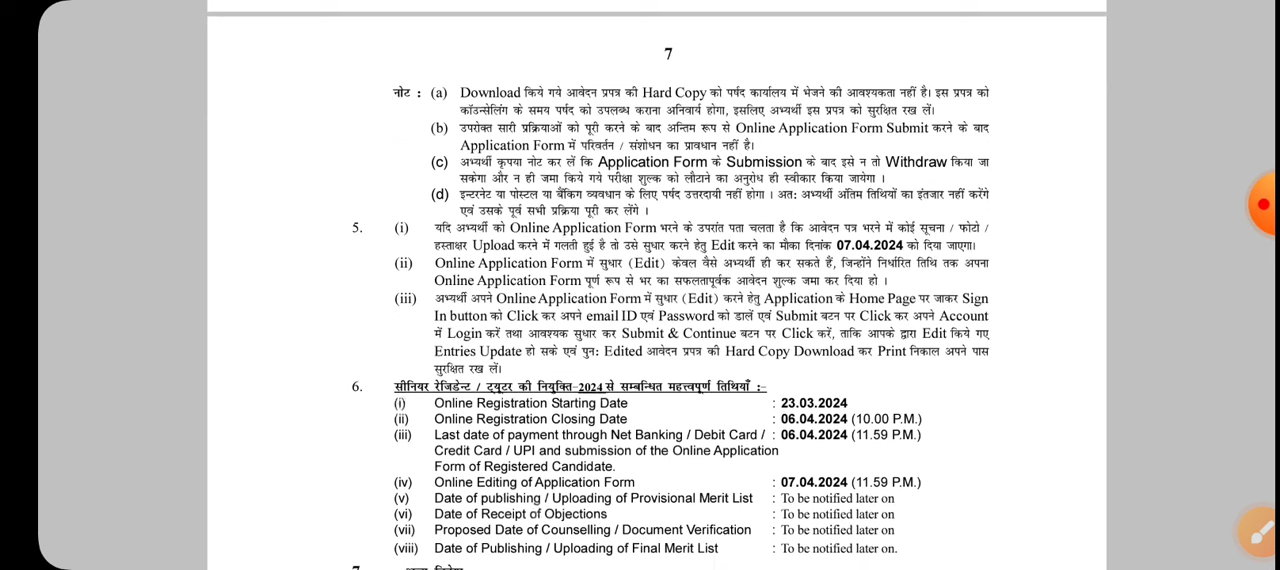 7
नोट : (a) Download किये गये आवेदन प्रपत्र की Hard Copy को पर्षद कार्यालय में भेजने की आवश्यकता नहीं है। इस प्रपत्र को
कॉउन्सेलिंग के समय पर्षद को उपलब्ध कराना अनिवार्य होगा, इसलिए अभ्यर्थी इस प्रपत्र को सुरक्षित रख लें।
(b) उपरोक्त सारी प्रक्रियाओं को पूरी करने के बाद अन्तिम रूप से Online Application Form Submit करने के बाद
Application Form में परिवर्तन / संशोधन का प्रावधान नहीं है।
(c) अभ्यर्थी कृपया नोट कर लें कि Application Form के Submission के बाद इसे न तो Withdraw किया जा
सकेगा और न ही जमा किये गये परीक्षा शुल्क को लौटाने का अनुरोध ही स्वीकार किया जायेगा ।
(d) इन्टरनेट या पोस्टल या बैंकिग व्यवधान के लिए पर्षद उत्तरदायी नहीं होगा । अत: अभ्यर्थी अंतिम तिथियों का इंतजार नहीं करेंगे
एवं उसके पूर्व सभी प्रक्रिया पूरी कर लेंगे ।
5. (i) यदि अभ्यर्थी को Online Application Form भरने के उपरांत पता चलता है कि आवेदन पत्र भरने में कोई सूचना / फोटो /
हस्ताक्षर Upload करने में गलती हुई है तो उसे सुधार करने हेतु Edit करने का मौका दिनांक 07.04.2024 को दिया जाएगा।
(ii) Online Application Form में सुधार (Edit) केवल वैसे अभ्यर्थी ही कर सकते हैं, जिन्होंने निर्धारित तिथि तक अपना
Online Application Form पूर्ण रूप से भर का सफलतापूर्वक आवेदन शुल्क जमा कर दिया हो ।
(iii) अभ्यर्थी अपने Online Application Form में सुधार (Edit) करने हेतु Application के Home Page पर जाकर Sign
In button को Click कर अपने email ID एवं Password को डालें एवं Submit बटन पर Click कर अपने Account
में Login करें तथा आवश्यक सुधार कर Submit & Continue बटन पर Click करें, ताकि आपके द्वारा Edit किये गए
Entries Update हो सके एवं पुन: Edited आवेदन प्रपत्र की Hard Copy Download कर Print निकाल अपने पास
सुरक्षित रख लें।
6. सीनियर रेजिडेन्ट / ट्यूटर की नियुक्ति-2024 से सम्बन्धित महत्त्वपूर्ण तिथियाँ :-
(i) Online Registration Starting Date : 23.03.2024
(ii) Online Registration Closing Date : 06.04.2024 (10.00 P.M.)
(iii) Last date of payment through Net Banking / Debit Card / : 06.04.2024 (11.59 P.M.)
Credit Card / UPI and submission of the Online Application
Form of Registered Candidate.
(iv) Online Editing of Application Form : 07.04.2024 (11.59 P.M.)
(v) Date of publishing / Uploading of Provisional Merit List : To be notified later on
(vi) Date of Receipt of Objections : To be notified later on
(vii) Proposed Date of Counselling / Document Verification : To be notified later on
(viii) Date of Publishing / Uploading of Final Merit List : To be notified later on.